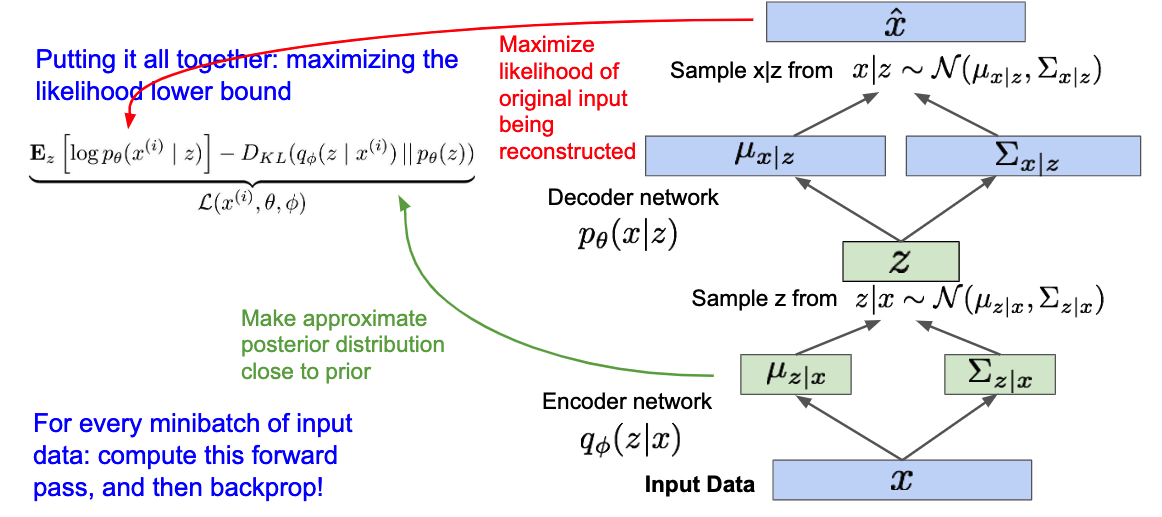 Putting it all together: maximizing the
likelihood lower bound
$\mathbf{E}_z \left[ \log p_\theta(x^{(i)} \mid z) \right] - D_{KL}(q_\phi(z \mid x^{(i)}) \,||\, p_\theta(z))$
$\mathcal{L}(x^{(i)}, \theta, \phi)$
Make approximate
posterior distribution
close to prior
For every minibatch of input
data: compute this forward
pass, and then backprop!
Maximize
likelihood of
original input
being
reconstructed
$\hat{x}$
Sample x|z from $x|z \sim \mathcal{N}(\mu_{x|z}, \Sigma_{x|z})$
$\mu_{x|z}$
$\Sigma_{x|z}$
Decoder network
$p_\theta(x|z)$
$z$
Sample z from $z|x \sim \mathcal{N}(\mu_{z|x}, \Sigma_{z|x})$
$\mu_{z|x}$
$\Sigma_{z|x}$
Encoder network
$q_\phi(z|x)$
Input Data
$x$